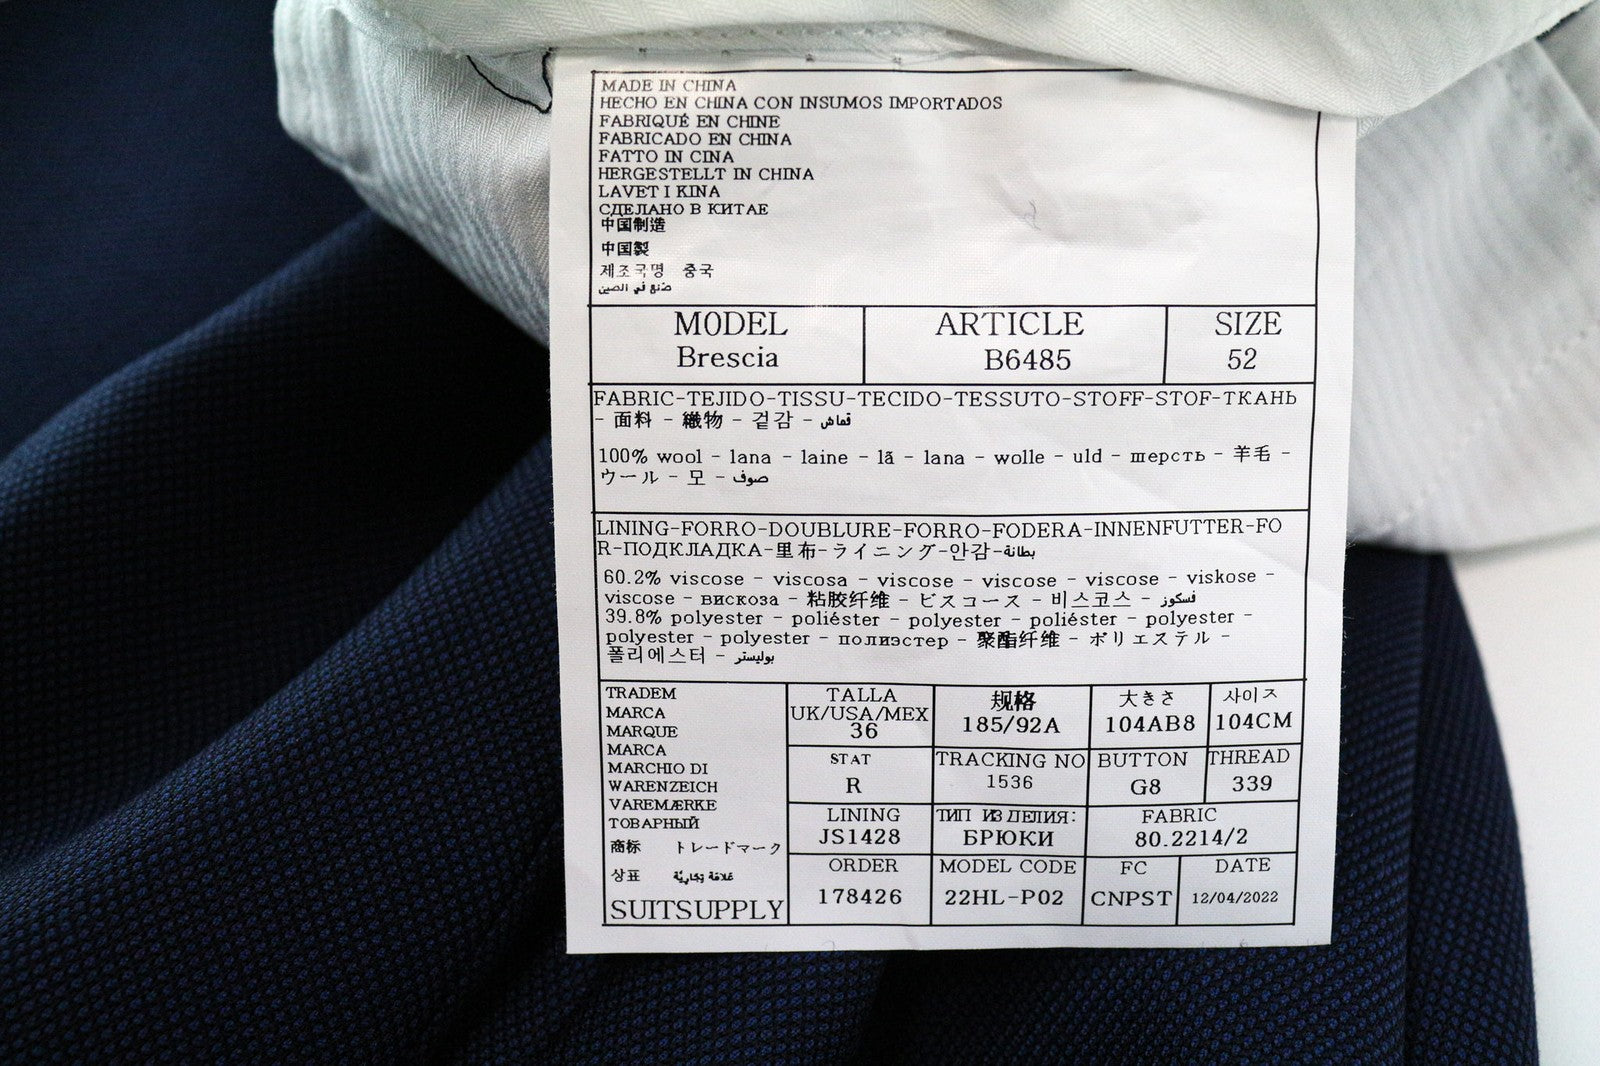 MADE IN CHINA
HECHO EN CHINA CON INSUMOS IMPORTADOS
FABRIQUÉ EN CHINE
FABRICADO EN CHINA
FATTO IN CINA
HERGESTELLT IN CHINA
LAVET I KINA
СДЕЛАНО В КИТАЕ
中国制造
中国製
제조국명 중국
صنع في الصين
MODEL ARTICLE SIZE
Brescia B6485 52
FABRIC-TEJIDO-TISSU-TECIDO-TESSUTO-STOFF-STOF-ТКАНЬ
- 面料 - 織物 - 겉감 - قماش
100% wool - lana - laine - lã - lana - wolle - uld - шерсть - 羊毛 -
ウール - 모 - صوف
LINING-FORRO-DOUBLURE-FORRO-FODERA-INNENFUTTER-FO
R-ПОДКЛАДКА-里布-ライニング-안감-بطانة
60.2% viscose - viscosa - viscose - viscose - viscose - viskose -
viscose - вискоза - 粘胶纤维 - ビスコース - 비스코스 - فسكوز
39.8% polyester - poliéster - polyester - poliéster - polyester -
polyester - polyester - полиэстер - 聚酯纤维 - ポリエステル -
폴리에스터 - بوليستر
TRADEM
MARCA
MARQUE
MARCA
MARCHIO DI
WARENZEICH
VAREMÆRKE
ТОВАРНЫЙ
商标 トレードマーク
상표 علامة تجارية
SUITSUPPLY
TALLA 规格 大きさ 사이즈
UK/USA/MEX 185/92A 104AB8 104CM
36
STAT TRACKING NO BUTTON THREAD
R 1536 G8 339
LINING ТИП ИЗДЕЛИЯ: FABRIC
JS1428 БРЮКИ 80.2214/2
ORDER MODEL CODE FC DATE
178426 22HL-P02 CNPST 12/04/2022